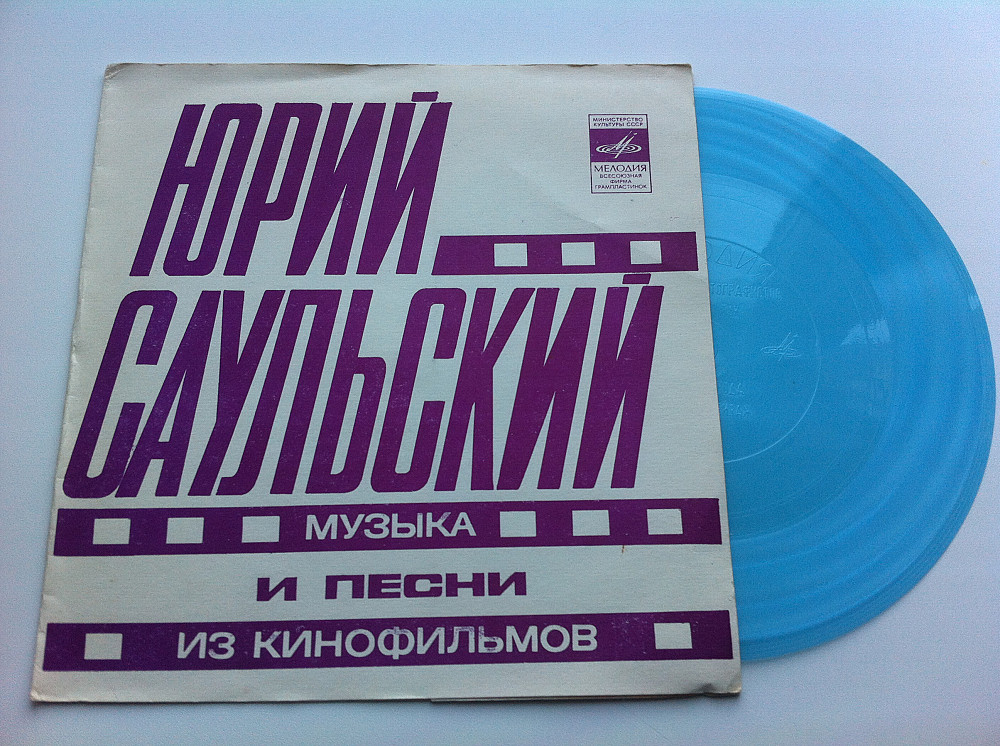 ЮРИЙ
МИНИСТЕРСТВО
КУЛЬТУРЫ СССР
МЕЛОДИЯ
ВСЕСОЮЗНАЯ
ФИРМА
ГРАМПЛАСТИНОК
САУЛЬСКИЙ
МУЗЫКА
И ПЕСНИ
ИЗ КИНОФИЛЬМОВ